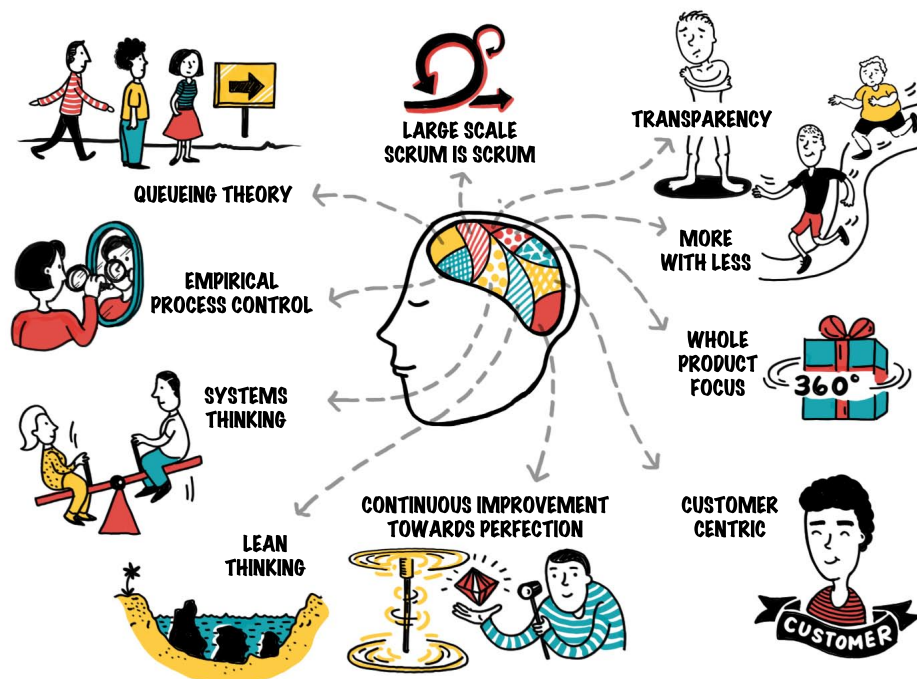 LARGE SCALE
SCRUM IS SCRUM
TRANSPARENCY
QUEUEING THEORY
MORE
WITH LESS
EMPIRICAL
PROCESS CONTROL
WHOLE
PRODUCT
FOCUS
360°
SYSTEMS
THINKING
CONTINUOUS IMPROVEMENT
TOWARDS PERFECTION
CUSTOMER
CENTRIC
LEAN
THINKING
CUSTOMER